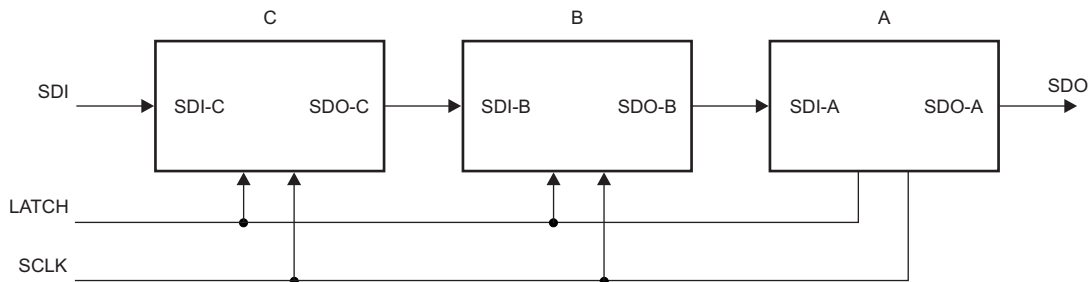 C B A
SDI SDI-C SDO-C SDI-B SDO-B SDI-A SDO-A SDO
LATCH
SCLK